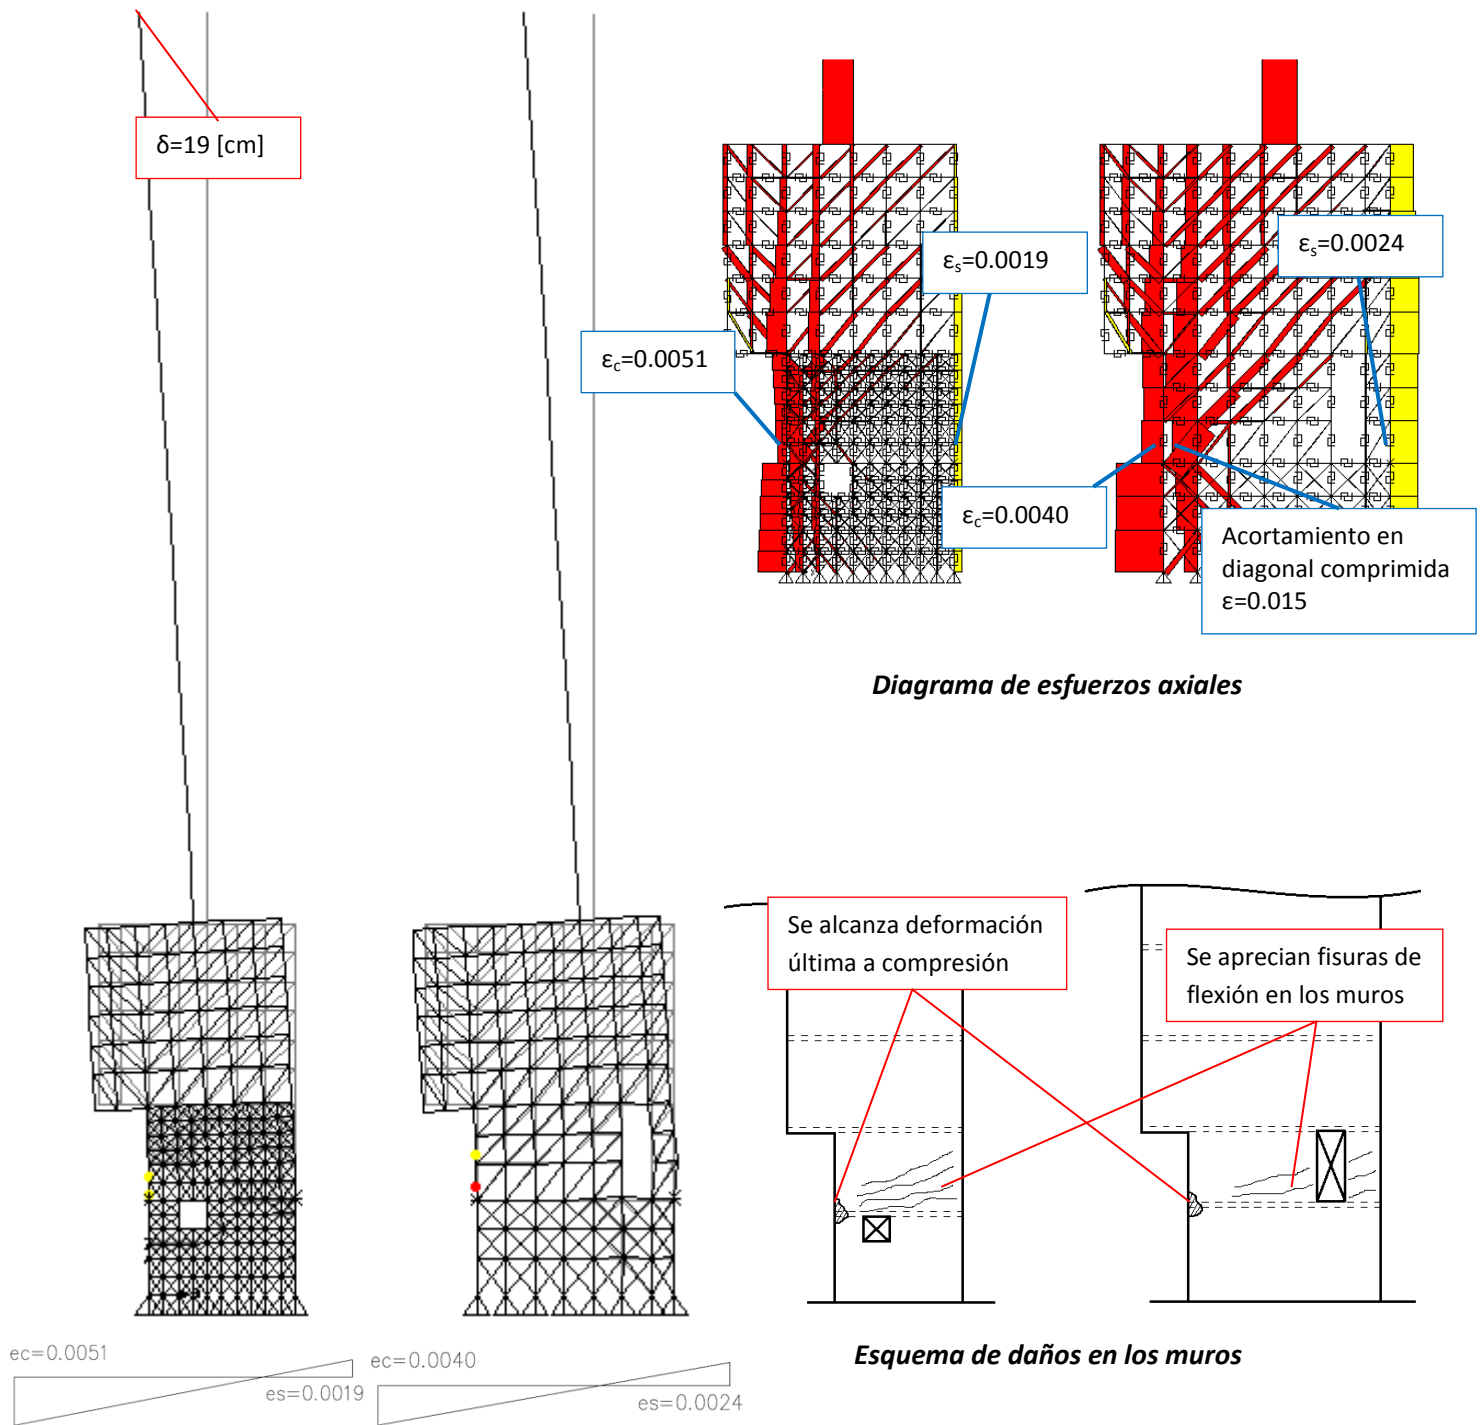 δ=19 [cm]
εs=0.0019
εs=0.0024
εc=0.0051
εc=0.0040
Acortamiento en
diagonal comprimida
ε=0.015
Diagrama de esfuerzos axiales
Se alcanza deformación
última a compresión
Se aprecian fisuras de
flexión en los muros
Esquema de daños en los muros
ec=0.0051
es=0.0019
ec=0.0040
es=0.0024